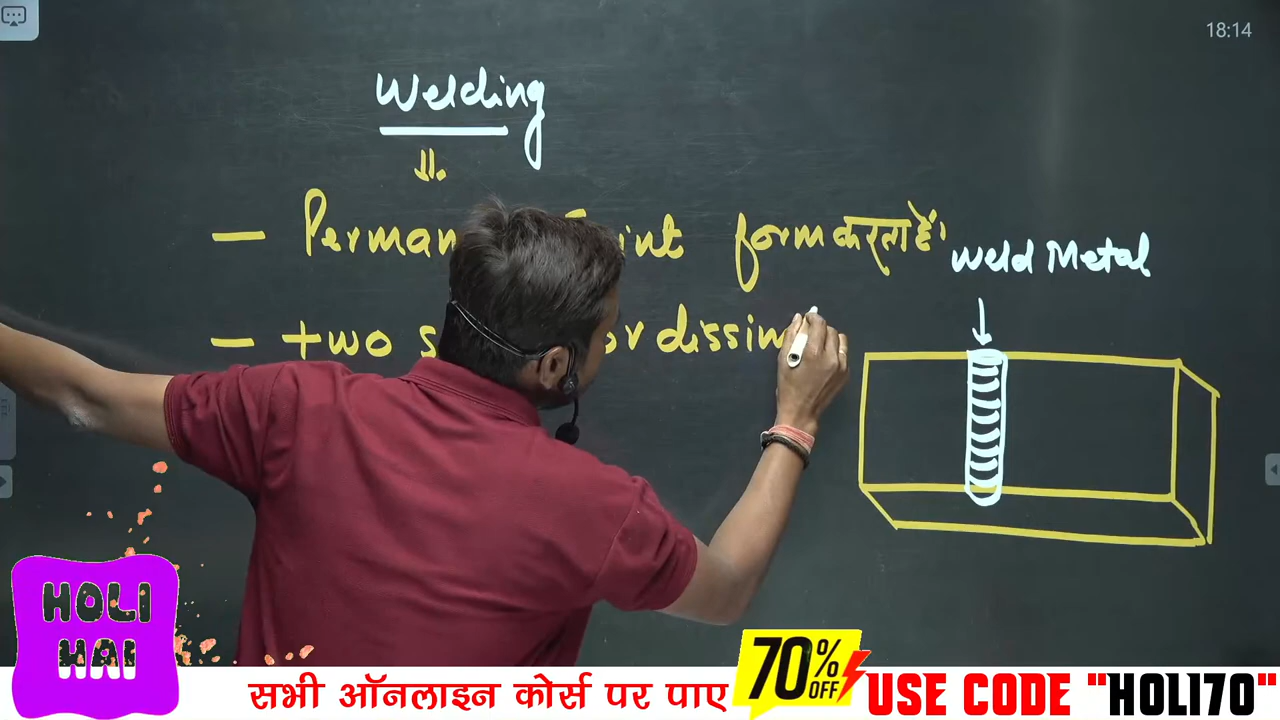 18:14
Welding
— Perman int form करता है।
Weld Metal
— two s or dissim
HOLI
HAI
सभी ऑनलाइन कोर्स पर पाए
70% OFF
USE CODE "HOLI70"